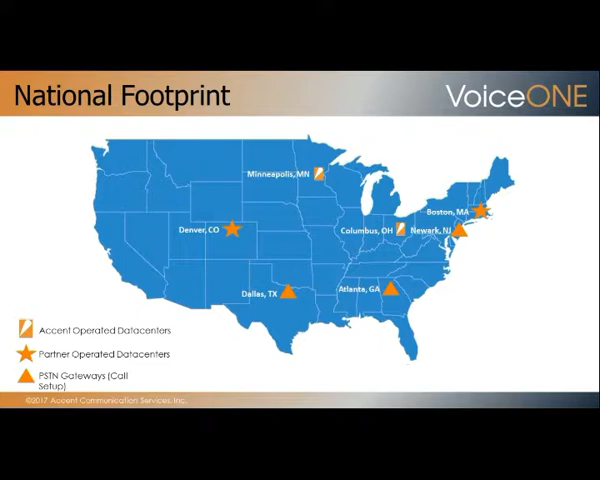 National Footprint
VoiceONE
Minneapolis, MN
Boston, MA
Denver, CO
Columbus, OH
Newark, NJ
Dallas, TX
Atlanta, GA
Accent Operated Datacenters
Partner Operated Datacenters
PSTN Gateways (Call
Setup)
©2017 Accent Communication Services, Inc.